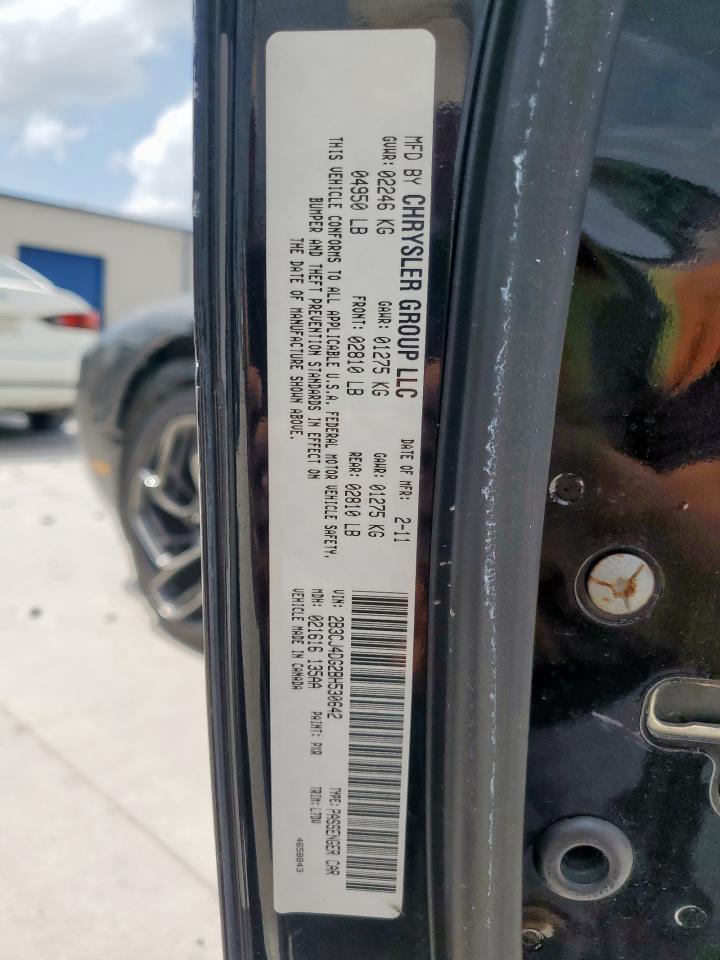 MFD BY CHRYSLER GROUP LLC DATE OF MFR: 2-11
GVWR: 02246 KG GAWR: 01275 KG GAWR: 01275 KG
04950 LB FRONT: 02810 LB REAR: 02810 LB
THIS VEHICLE CONFORMS TO ALL APPLICABLE U.S.A. FEDERAL MOTOR VEHICLE SAFETY,
BUMPER AND THEFT PREVENTION STANDARDS IN EFFECT ON
THE DATE OF MANUFACTURE SHOWN ABOVE.
VIN: 2B3CJ4DG2BH530642 TYPE: PASSENGER CAR
MDH: 021616 135AA PAINT: PXR TRIM: L7DV
VEHICLE MADE IN CANADA 4658843